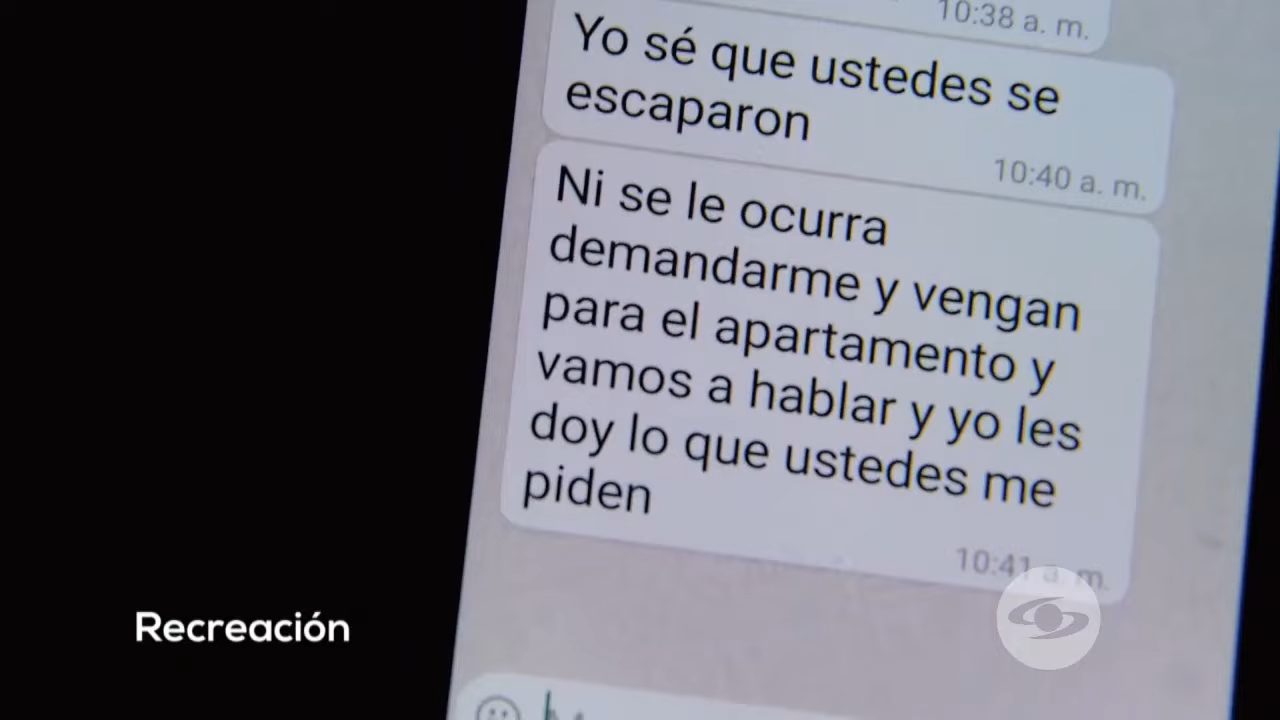 10:38 a. m.
Yo sé que ustedes se
escaparon
10:40 a. m.
Ni se le ocurra
demandarme y vengan
para el apartamento y
vamos a hablar y yo les
doy lo que ustedes me
piden
10:41 a. m.
Recreación